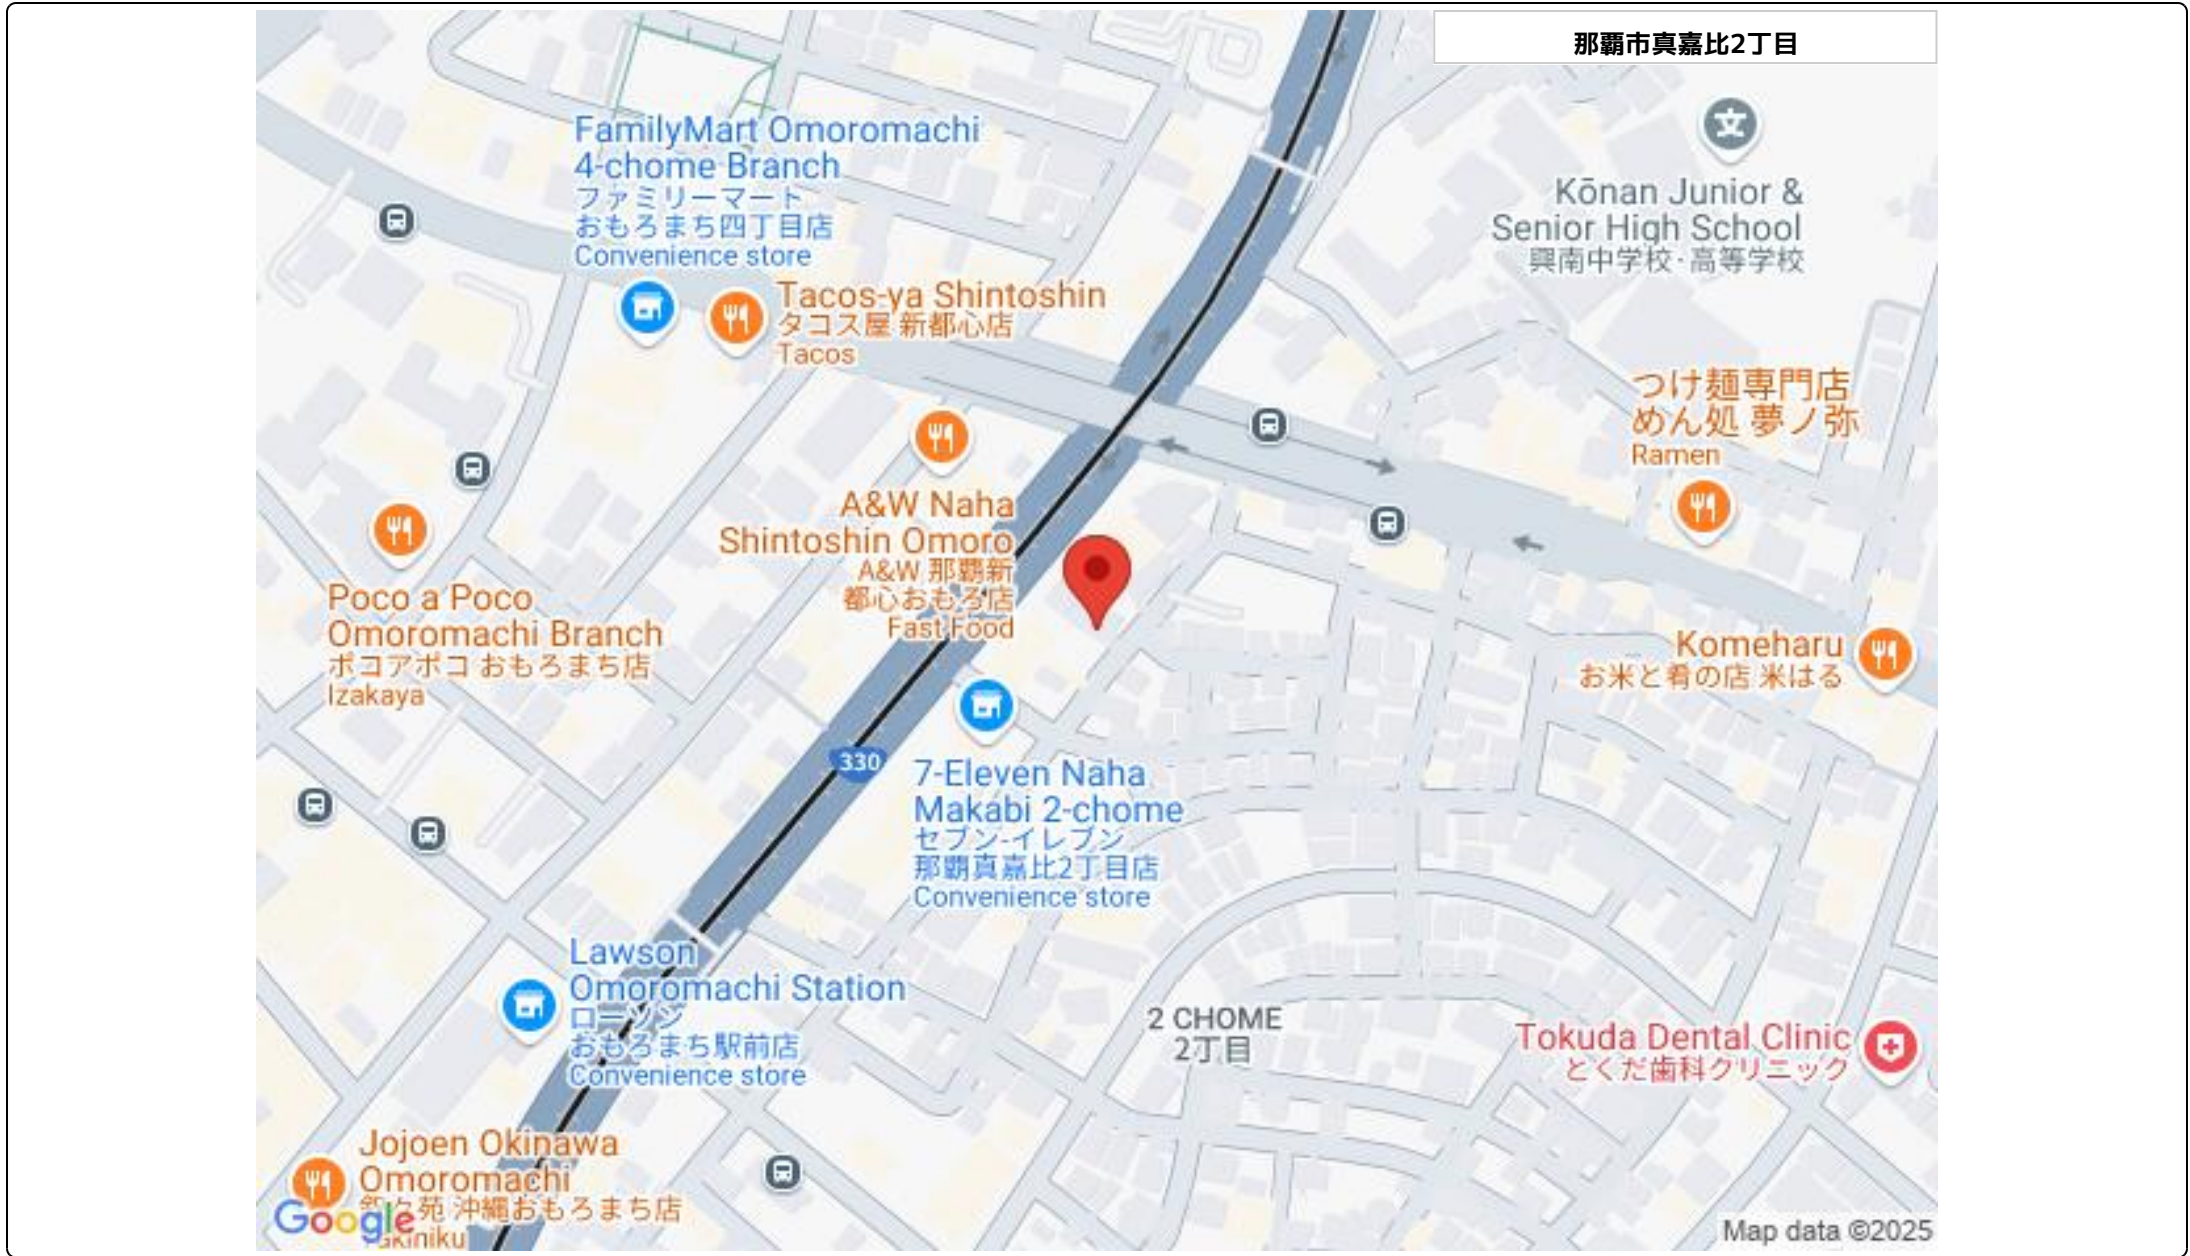 那覇市真嘉比2丁目
FamilyMart Omoromachi
4-chome Branch
ファミリーマート
おもろまち四丁目店
Convenience store
Kōnan Junior &
Senior High School
興南中学校・高等学校
Tacos-ya Shintoshin
タコス屋 新都心店
Tacos
つけ麺専門店
めん処 夢ノ弥
Ramen
A&W Naha
Shintoshin Omoro
A&W 那覇新
都心おもろ店
Fast Food
Poco a Poco
Omoromachi Branch
ポコアポコ おもろまち店
Izakaya
Komeharu
お米と肴の店 米はる
330
7-Eleven Naha
Makabi 2-chome
セブン-イレブン
那覇真嘉比2丁目店
Convenience store
Lawson
Omoromachi Station
ローソン
おもろまち駅前店
Convenience store
2 CHOME
2丁目
Tokuda Dental Clinic
とくだ歯科クリニック
Jojoen Okinawa
Omoromachi
叙々苑 沖縄おもろまち店
Yakiniku
Google
Map data ©2025